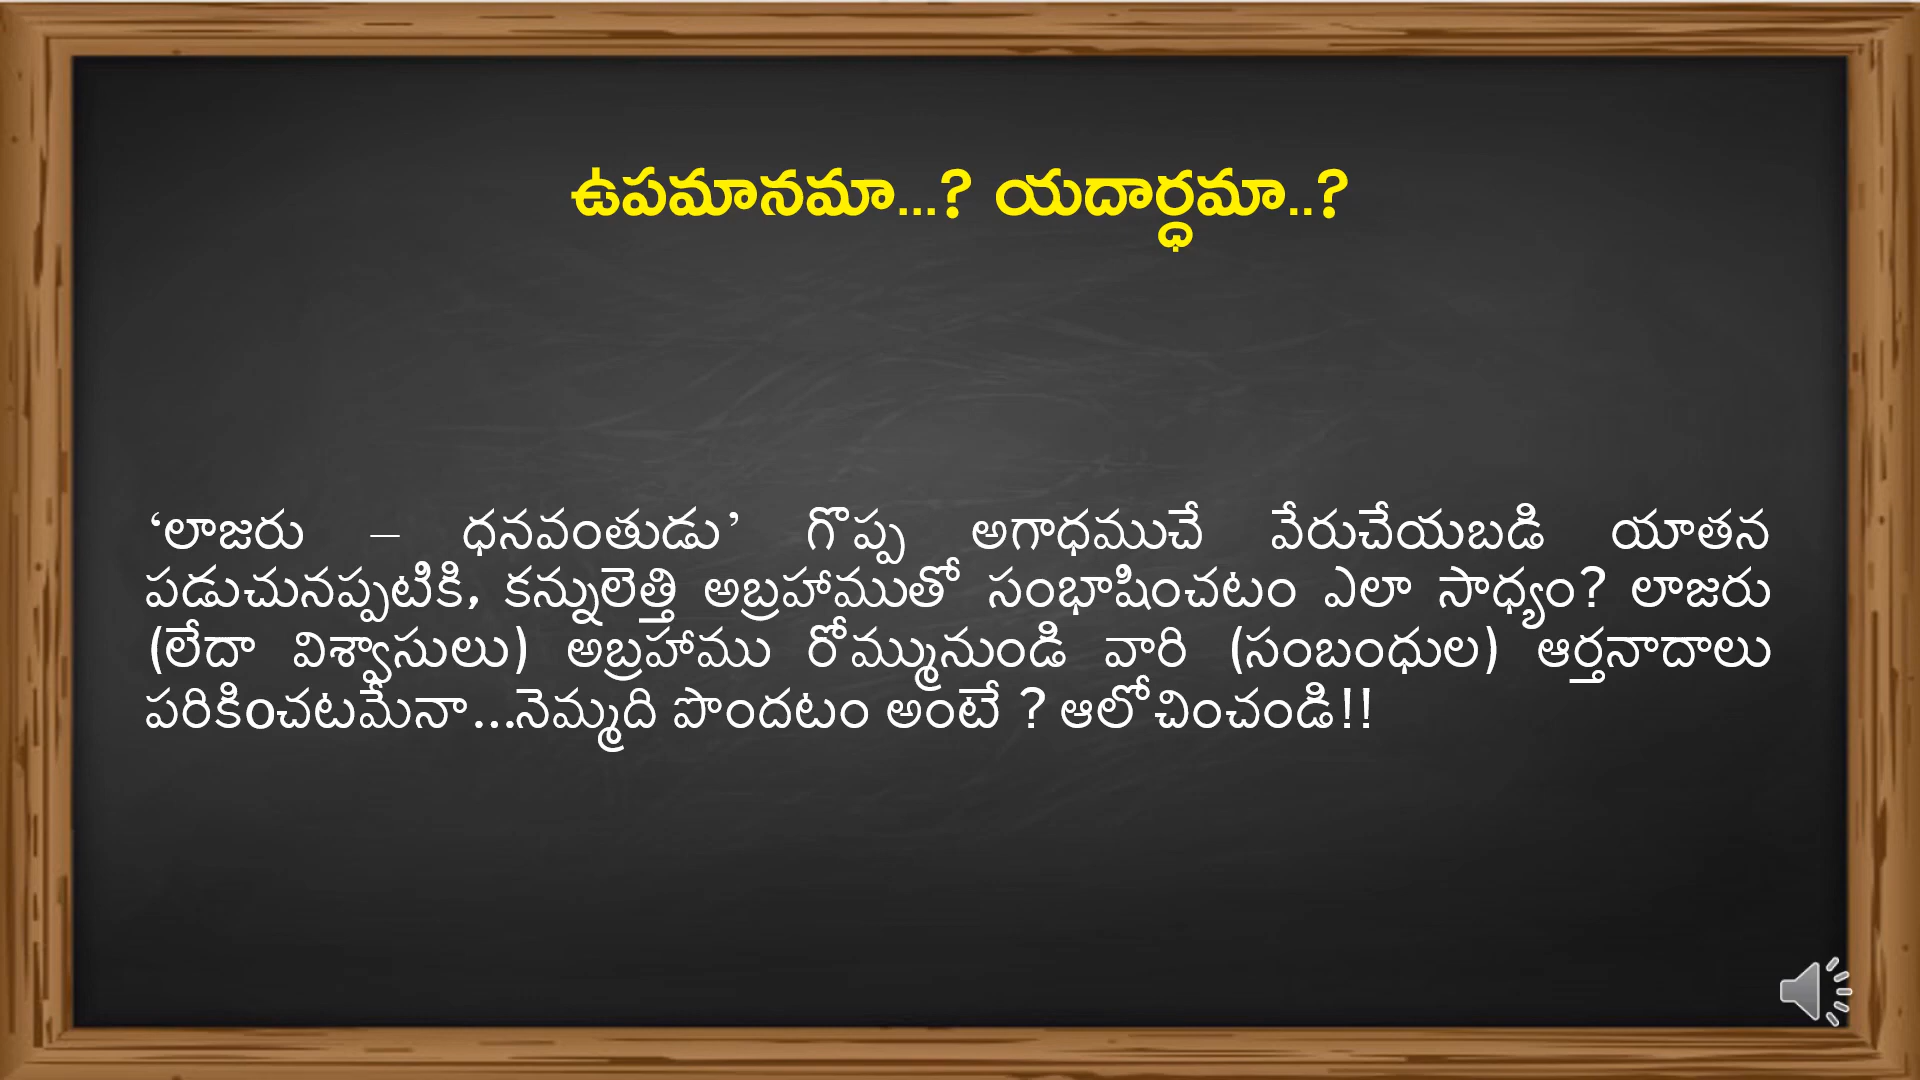 ఉపమానమా...? యదార్ధమా..?
‘లాజరు – ధనవంతుడు’ గొప్ప అగాధముచే వేరుచేయబడి యాతన
పడుచునప్పటికి, కన్నులెత్తి అబ్రహాముతో సంభాషించటం ఎలా సాధ్యం? లాజరు
(లేదా విశ్వాసులు) అబ్రహాము రోమ్మునుండి వారి (సంబంధుల) ఆర్తనాదాలు
పరికించటమేనా...నెమ్మది పొందటం అంటే ? ఆలోచించండి!!